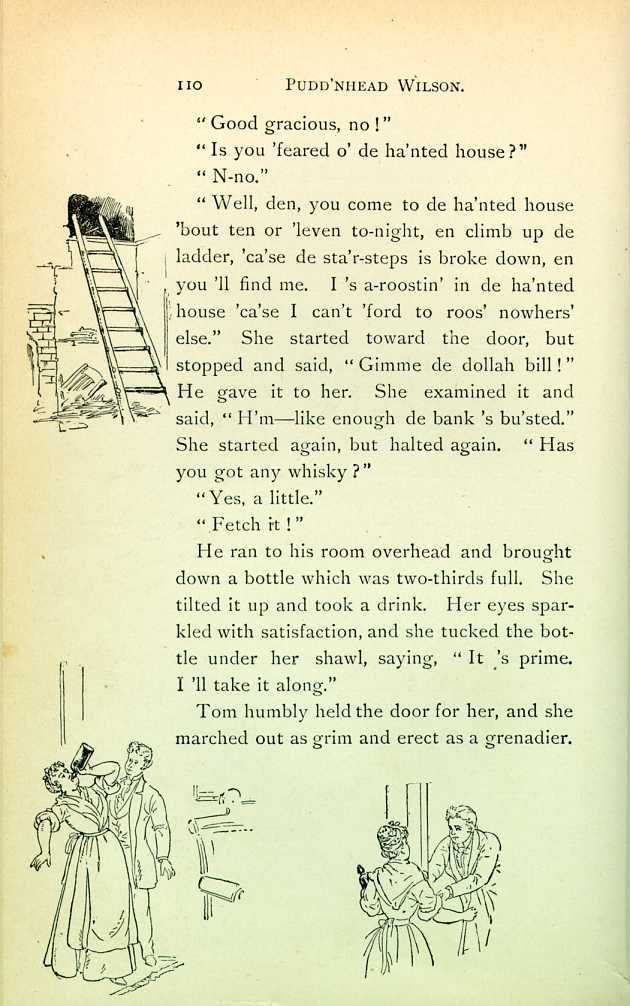 110 PUDD'NHEAD WILSON.
"Good gracious, no!"
"Is you 'feared o' de ha'nted house?"
"N-no."
"Well, den, you come to de ha'nted house
'bout ten or 'leven to-night, en climb up de
ladder, 'ca'se de sta'r-steps is broke down, en
you 'll find me. I 's a-roostin' in de ha'nted
house 'ca'se I can't 'ford to roos' nowhers'
else." She started toward the door, but
stopped and said, "Gimme de dollah bill!"
He gave it to her. She examined it and
said, "H'm—like enough de bank 's bu'sted."
She started again, but halted again. "Has
you got any whisky?"
"Yes, a little."
"Fetch it!"
He ran to his room overhead and brought
down a bottle which was two-thirds full. She
tilted it up and took a drink. Her eyes spar-
kled with satisfaction, and she tucked the bot-
tle under her shawl, saying, "It 's prime.
I 'll take it along."
Tom humbly held the door for her, and she
marched out as grim and erect as a grenadier.